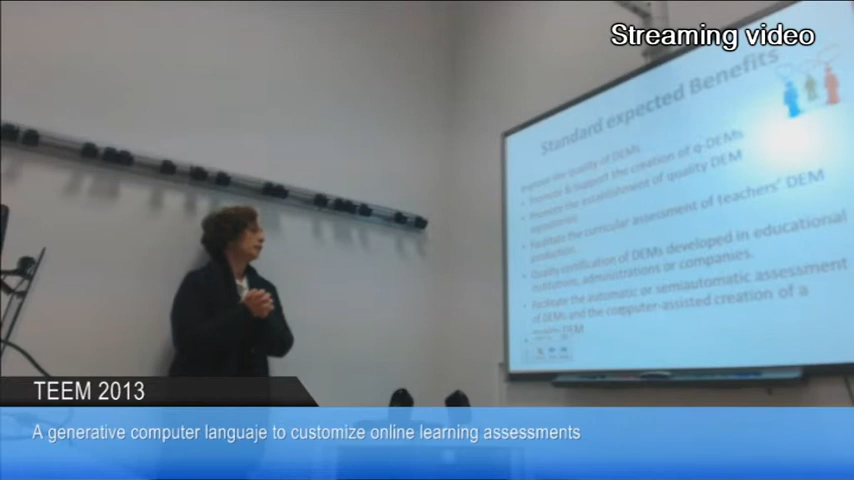 Streaming video
Standard expected Benefits
Improve the quality of DEMs
Promote & support the creation of q-DEMs
Promote the establishment of quality DEM
repositories
Facilitate the curricular assessment of teachers' DEM
production.
Quality certification of DEMs developed in educational
institutions, administrations or companies.
Facilitate the automatic or semiautomatic assessment
of DEMs and the computer-assisted creation of a
TEEM 2013
A generative computer languaje to customize online learning assessments